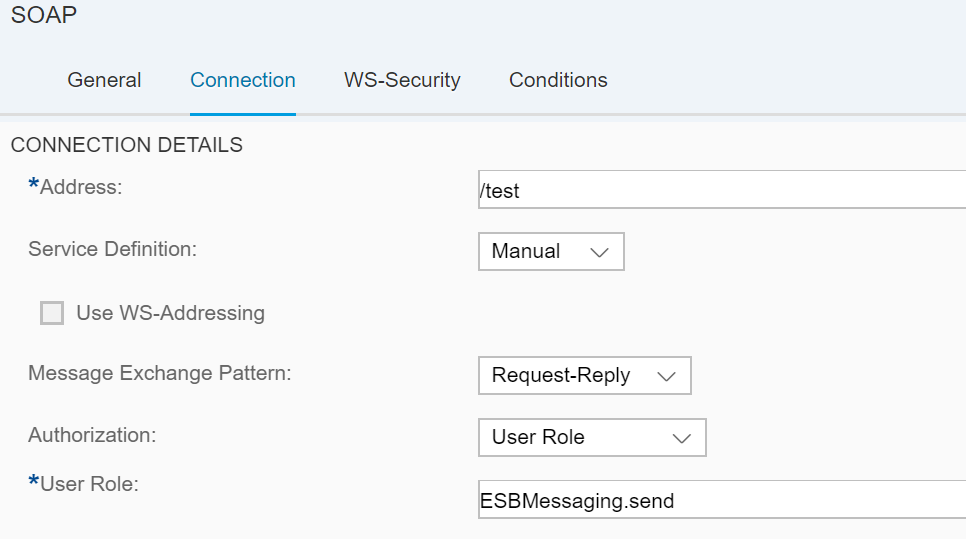 SOAP
General Connection WS-Security Conditions
CONNECTION DETAILS
*Address: /test
Service Definition: Manual
Use WS-Addressing
Message Exchange Pattern: Request-Reply
Authorization: User Role
*User Role: ESBMessaging.send